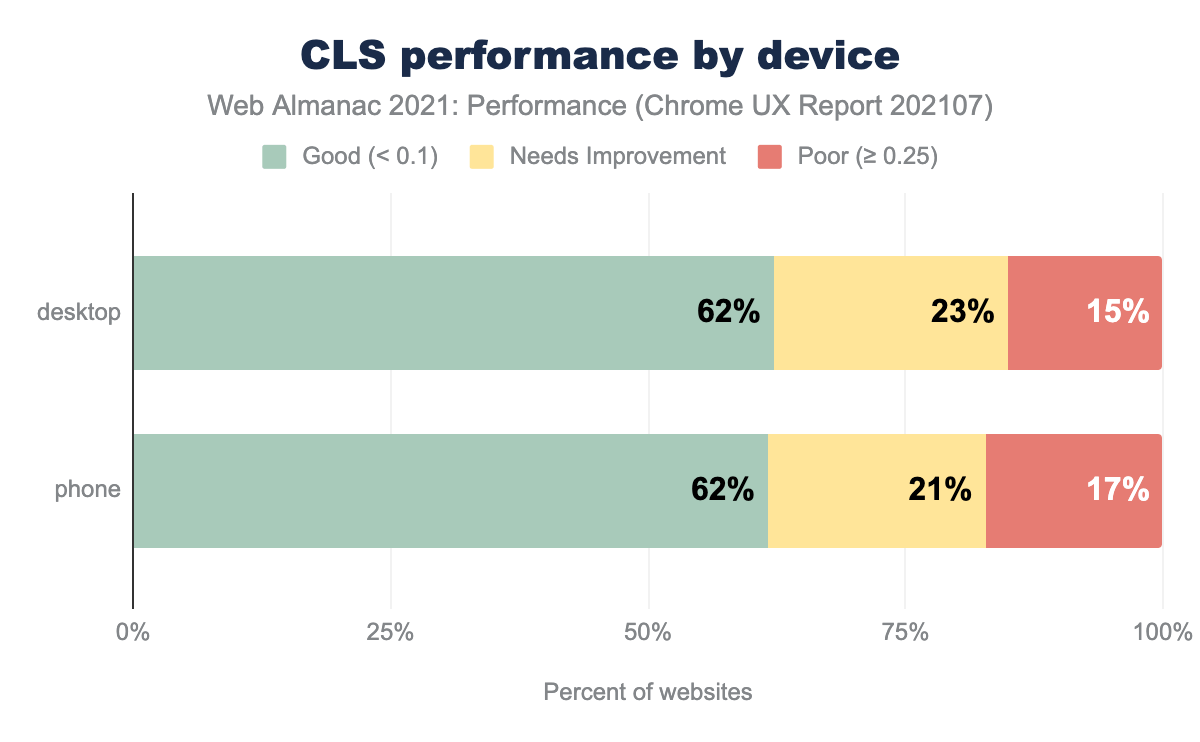 CLS performance by device
Web Almanac 2021: Performance (Chrome UX Report 202107)
Good (< 0.1) Needs Improvement Poor (≥ 0.25)
desktop 62% 23% 15%
phone 62% 21% 17%
0% 25% 50% 75% 100%
Percent of websites